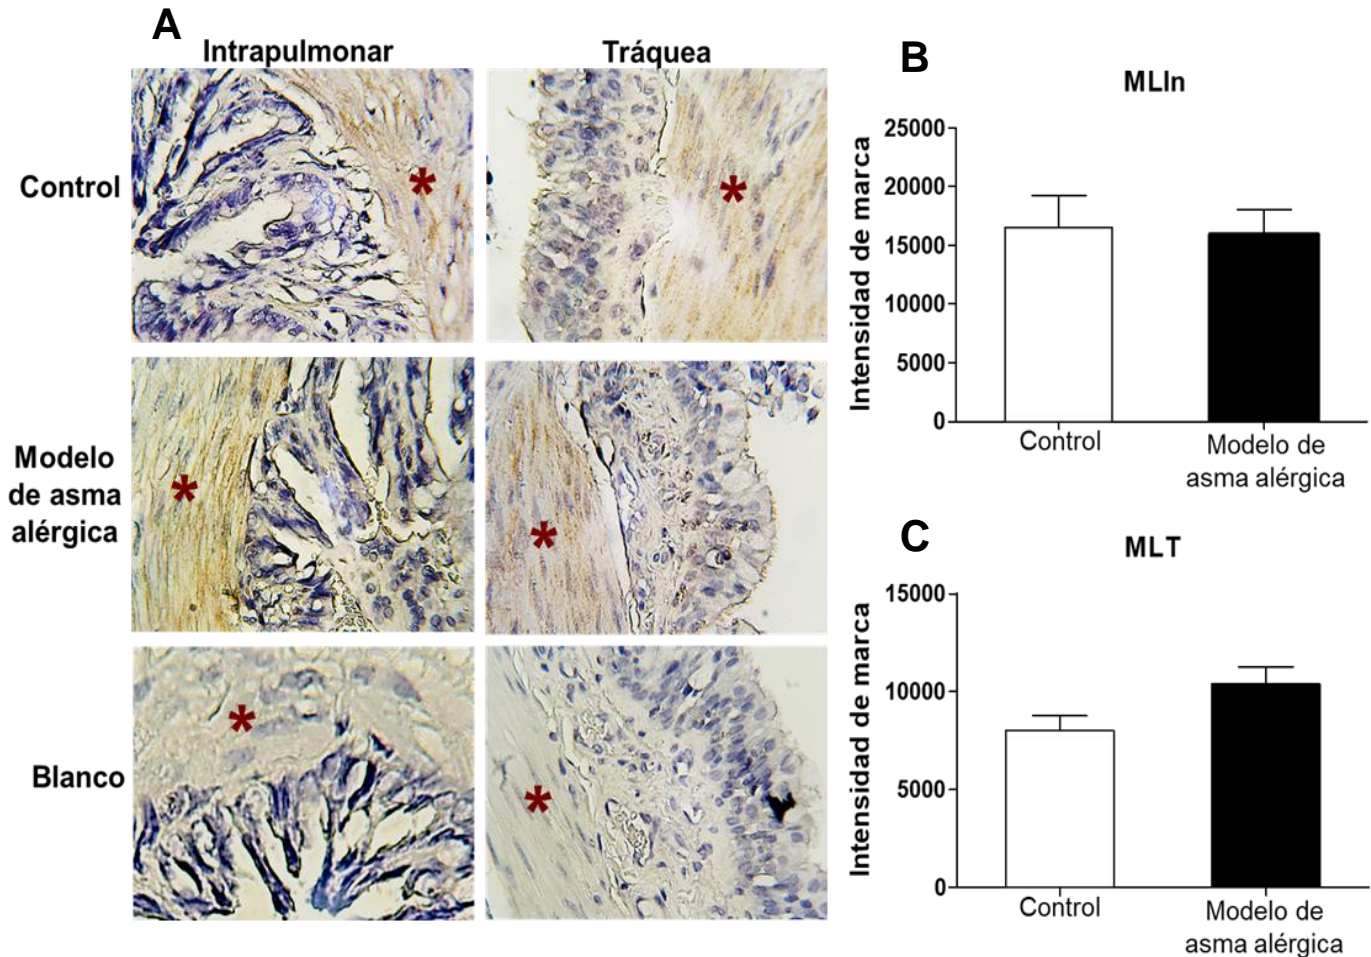 A
Intrapulmonar
Tráquea
Control
*
*
Modelo
de asma
alérgica
*
*
Blanco
*
*
B
MLIn
Intensidad de marca
25000
20000
15000
10000
5000
0
Control
Modelo de
asma alérgica
C
MLT
Intensidad de marca
15000
10000
5000
0
Control
Modelo de
asma alérgica